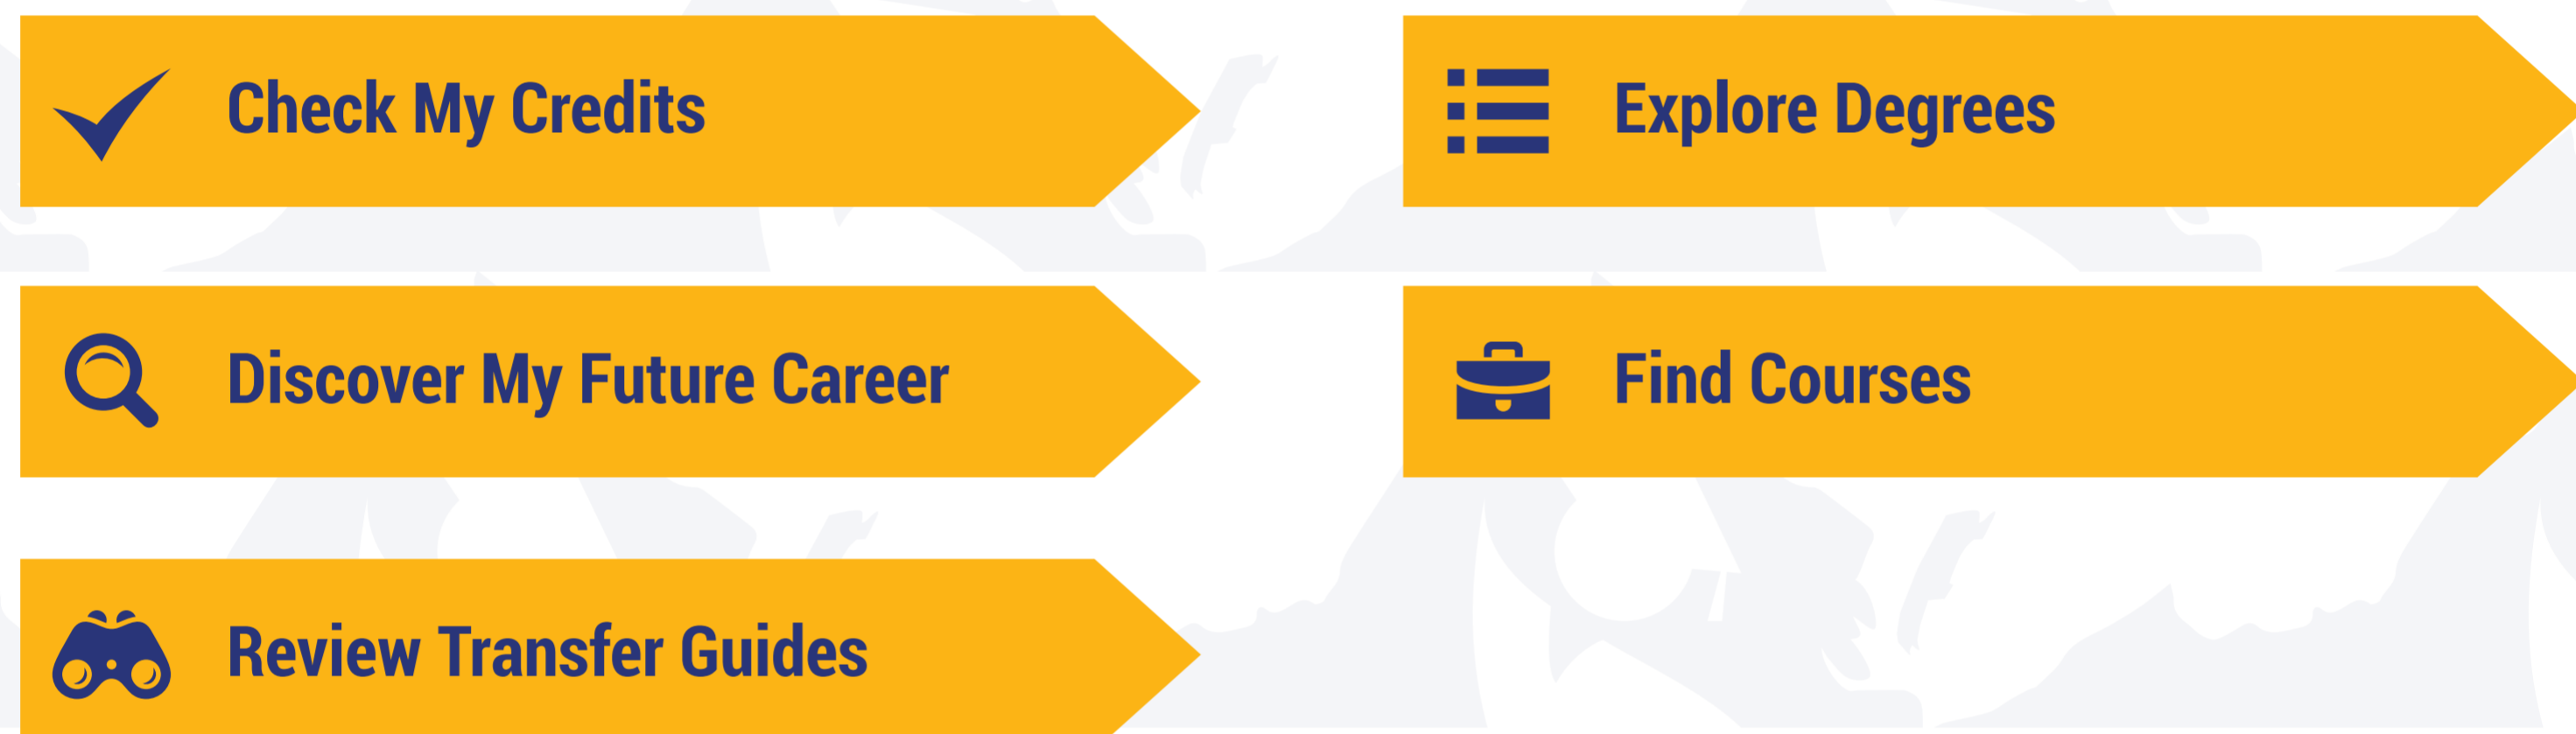 Check My Credits
Explore Degrees
Discover My Future Career
Find Courses
Review Transfer Guides